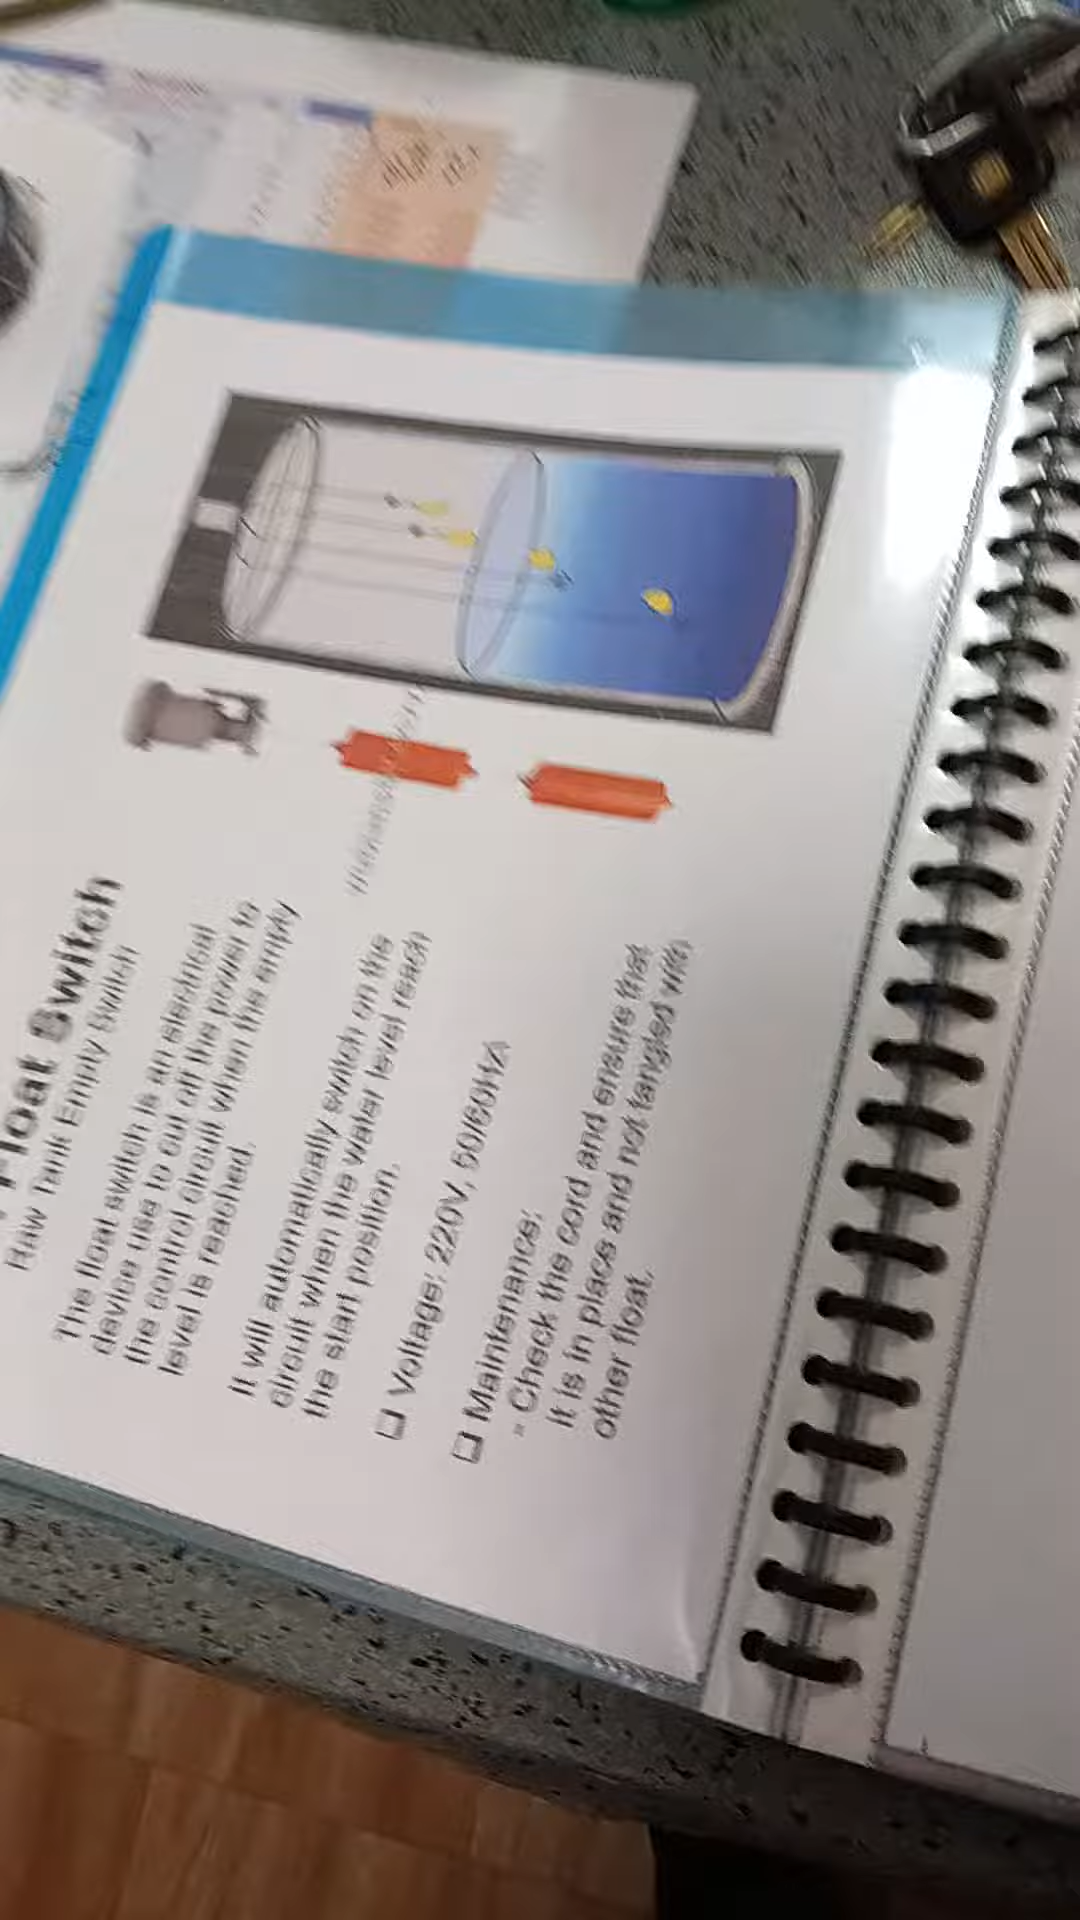 Float Switch
Raw Tank Empty Switch
The float switch is an electrical
device use to cut off the power to
the control circuit when the empty
level is reached.
It will automatically switch on the
circuit when the water level reach
the start position.
❑ Voltage: 220V, 50/60HZ
❑ Maintenance:
- Check the cord and ensure that
it is in place and not tangled with
other float.